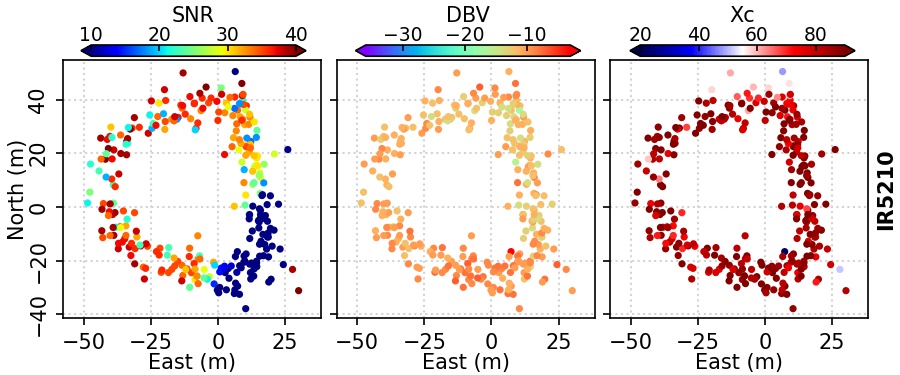 SNR DBV Xc
10 20 30 40 −30 −20 −10 20 40 60 80
40
20
0
−20
−40
North (m)
−50 −25 0 25 −50 −25 0 25 −50 −25 0 25
East (m) East (m) East (m)
IR5210